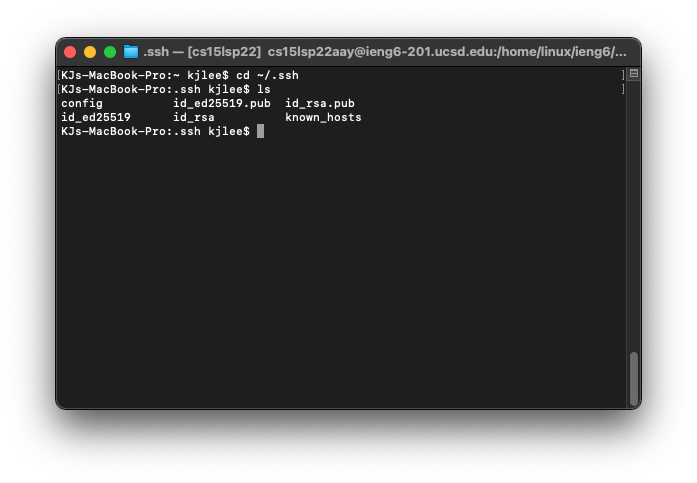 .ssh — [cs15lsp22] cs15lsp22aay@ieng6-201.ucsd.edu:/home/linux/ieng6/...
[KJs-MacBook-Pro:~ kjlee$ cd ~/.ssh ]
[KJs-MacBook-Pro:.ssh kjlee$ ls ]
config id_ed25519.pub id_rsa.pub
id_ed25519 id_rsa known_hosts
KJs-MacBook-Pro:.ssh kjlee$